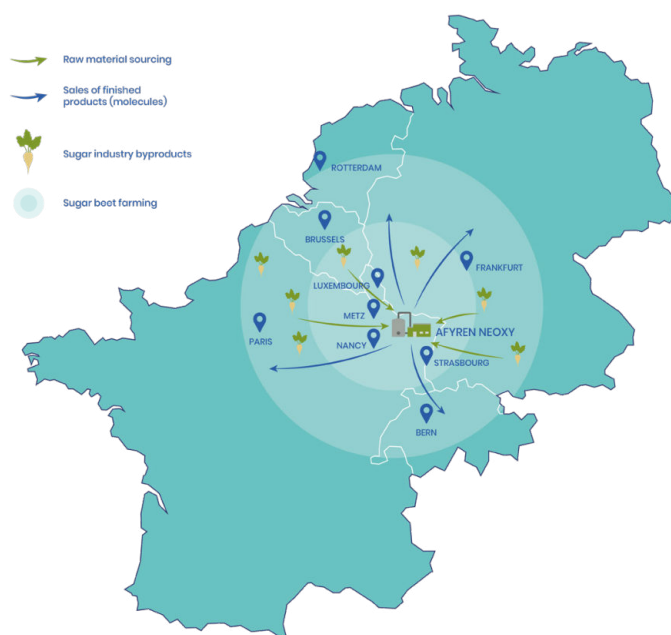 Raw material sourcing
Sales of finished
products (molecules)
Sugar industry byproducts
Sugar beet farming
ROTTERDAM
BRUSSELS
FRANKFURT
LUXEMBOURG
METZ
AFYREN NEOXY
PARIS
NANCY
STRASBOURG
BERN